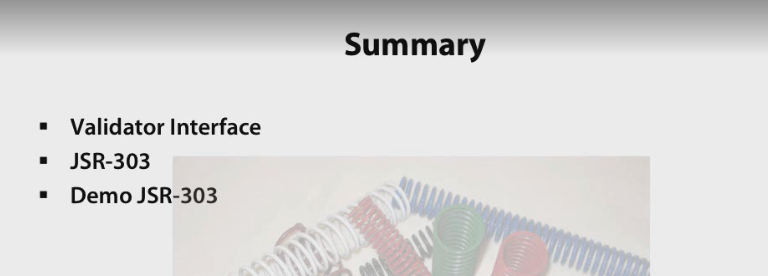 Summary
▪ Validator Interface
▪ JSR-303
▪ Demo JSR-303